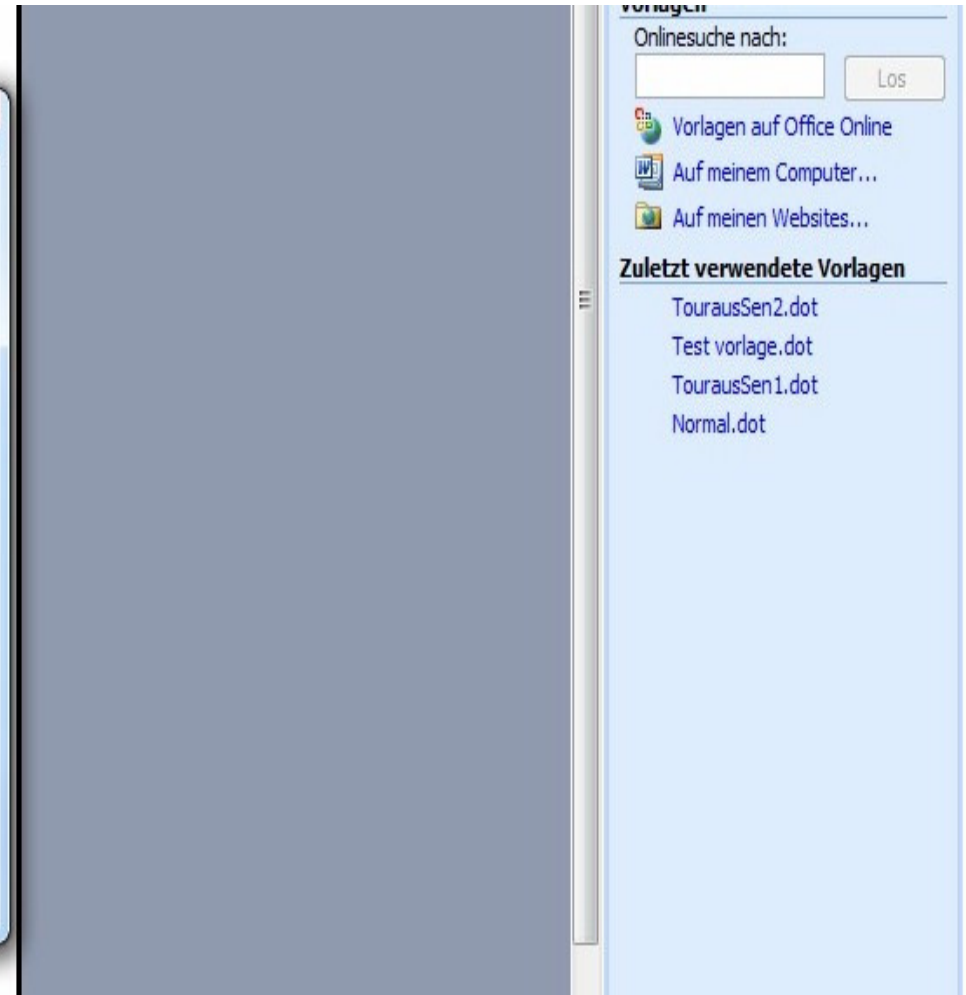 Vorlagen
Onlinesuche nach:
Los
Vorlagen auf Office Online
Auf meinem Computer...
Auf meinen Websites...
Zuletzt verwendete Vorlagen
TourausSen2.dot
Test vorlage.dot
TourausSen1.dot
Normal.dot